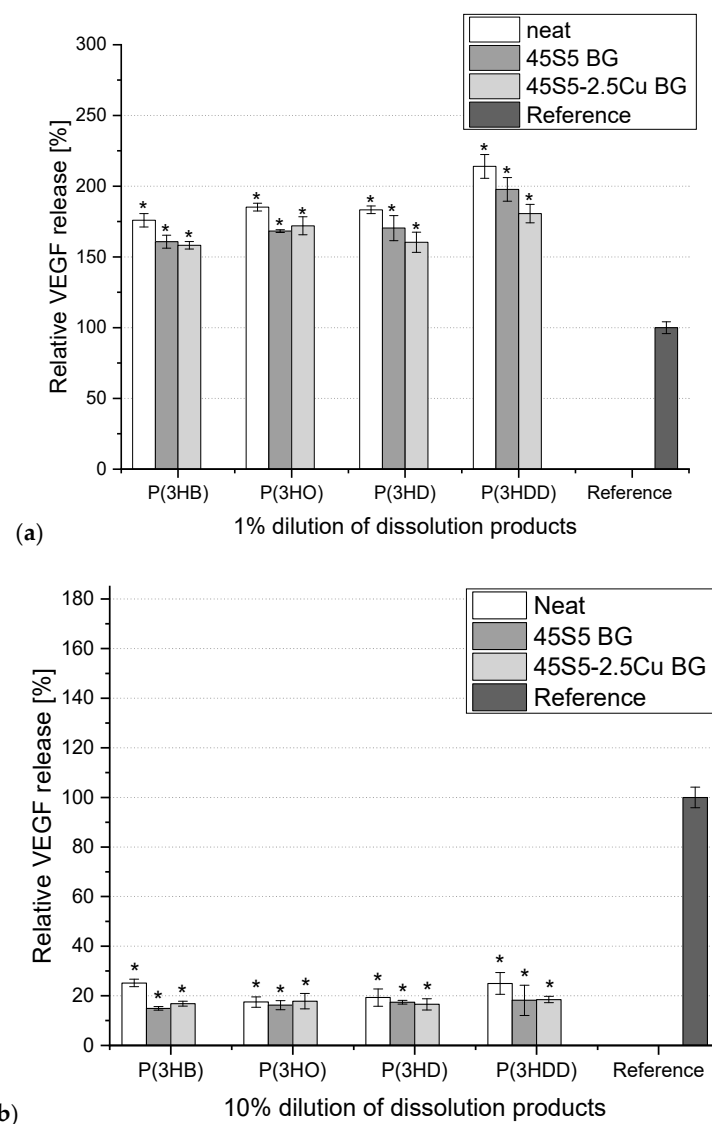 neat
45S5 BG
45S5-2.5Cu BG
Reference
Relative VEGF release [%]
300
250
200
150
100
50
0
* * * * * * * * * * * *
P(3HB) P(3HO) P(3HD) P(3HDD) Reference
(a) 1% dilution of dissolution products
Neat
45S5 BG
45S5-2.5Cu BG
Reference
Relative VEGF release [%]
180
160
140
120
100
80
60
40
20
0
* * * * * * * * * * * *
P(3HB) P(3HO) P(3HD) P(3HDD) Reference
b) 10% dilution of dissolution products